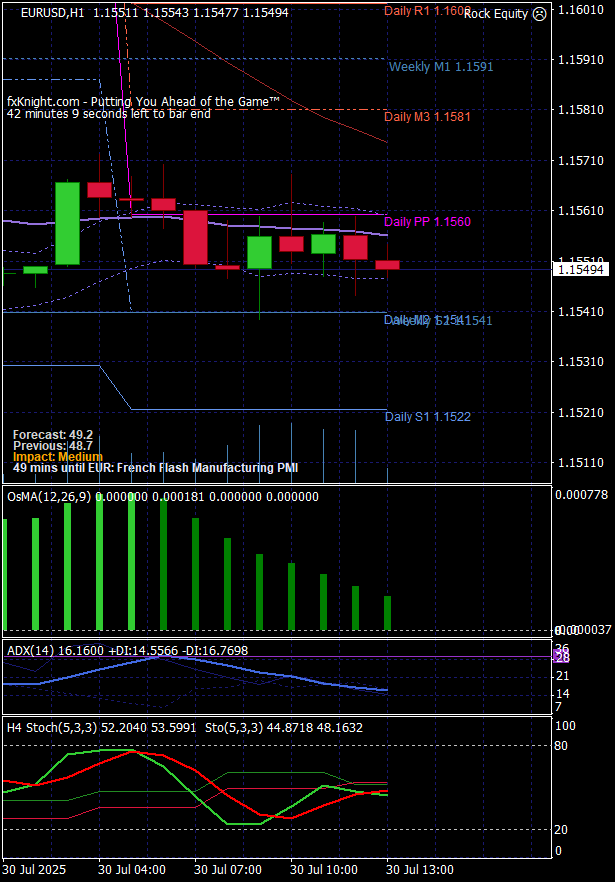 EURUSD,H1 1.15511 1.15543 1.15477 1.15494
Daily R1 1.1602
Rock Equity
1.1601
Weekly M1 1.1591
1.15910
fxKnight.com - Putting You Ahead of the Game™
1.15810
42 minutes 9 seconds left to bar end
Daily M3 1.1581
1.15710
1.15610
Daily PP 1.1560
1.15510
1.15494
1.15410
Daily M2 1.1541
Weekly S2 1.1541
1.15310
1.15210
Daily S1 1.1522
Forecast: 49.2
Previous: 48.7
Impact: Medium
49 mins until EUR: French Flash Manufacturing PMI
1.15110
OsMA(12,26,9) 0.000000 0.000181 0.000000 0.000000
0.000778
0.00
-0.000037
ADX(14) 16.1600 +DI:14.5566 -DI:16.7698
28
21
14
7
H4 Stoch(5,3,3) 52.2040 53.5991 Sto(5,3,3) 44.8718 48.1632
100
80
20
0
30 Jul 2025
30 Jul 04:00
30 Jul 07:00
30 Jul 10:00
30 Jul 13:00